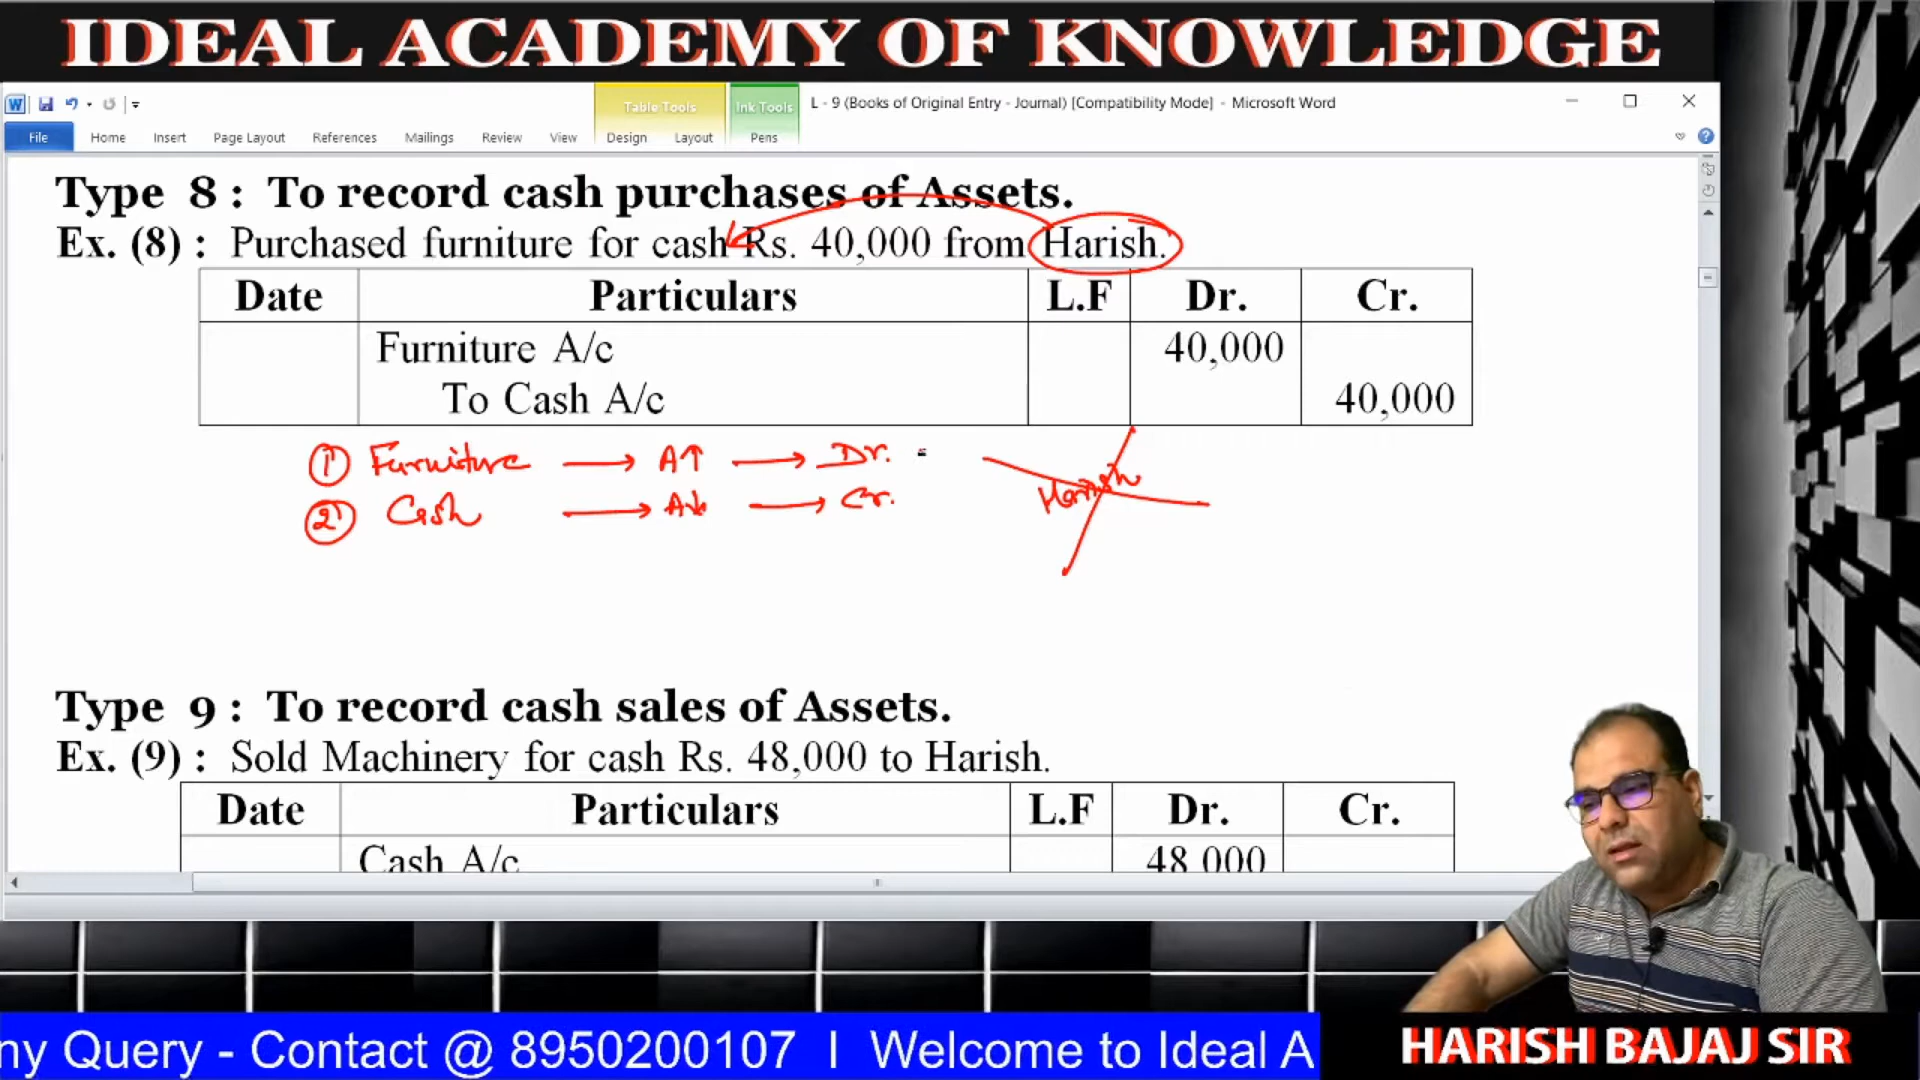 IDEAL ACADEMY OF KNOWLEDGE
Table Tools Ink Tools L - 9 (Books of Original Entry - Journal) [Compatibility Mode] - Microsoft Word
File Home Insert Page Layout References Mailings Review View Design Layout Pens
Type 8 : To record cash purchases of Assets.
Ex. (8) : Purchased furniture for cash Rs. 40,000 from Harish.
Date Particulars L.F Dr. Cr.
Furniture A/c 40,000
To Cash A/c 40,000
① Furniture → A↑ → Dr.
Harish
② Cash → A↓ → Cr.
Type 9 : To record cash sales of Assets.
Ex. (9) : Sold Machinery for cash Rs. 48,000 to Harish.
Date Particulars L.F Dr. Cr.
Cash A/c 48 000
ny Query - Contact @ 8950200107 I Welcome to Ideal A
HARISH BAJAJ SIR